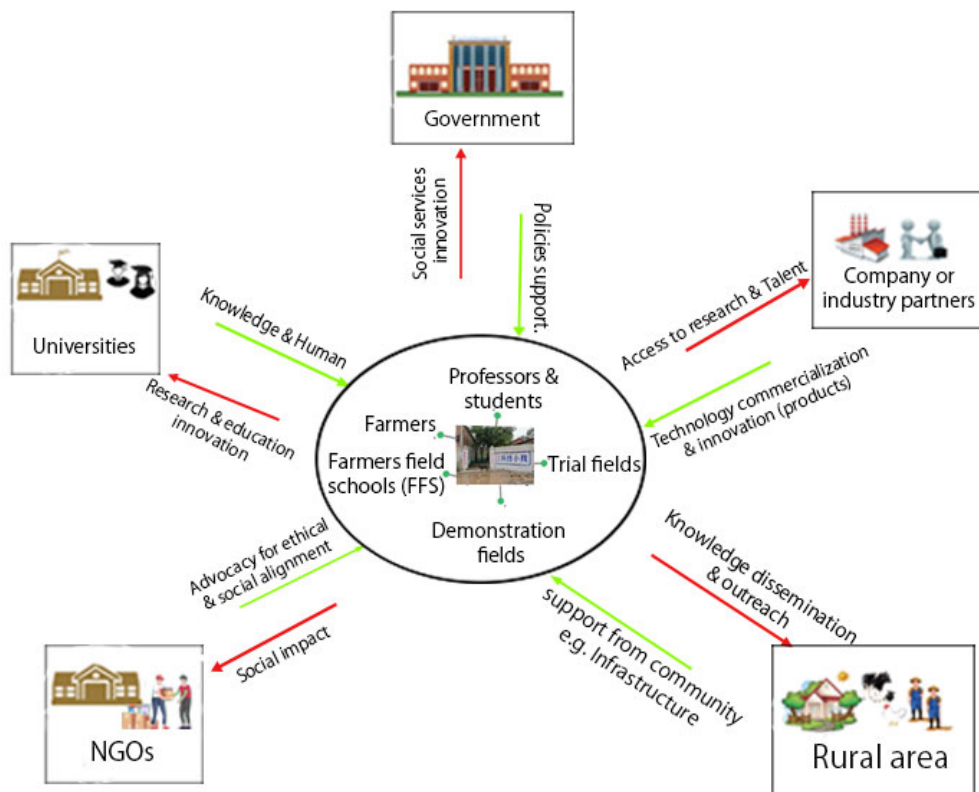 Government
Social services
innovation
Policies support.
Company or
industry partners
Access to research & Talent
Technology commercialization
& innovation (products)
Universities
Knowledge & Human
Research & education
innovation
Professors &
students
Farmers
Farmers field
schools (FFS)
Trial fields
Demonstration
fields
Advocacy for ethical
& social alignment
Social impact
NGOs
Knowledge dissemination
& outreach
support from community
e.g. Infrastructure
Rural area